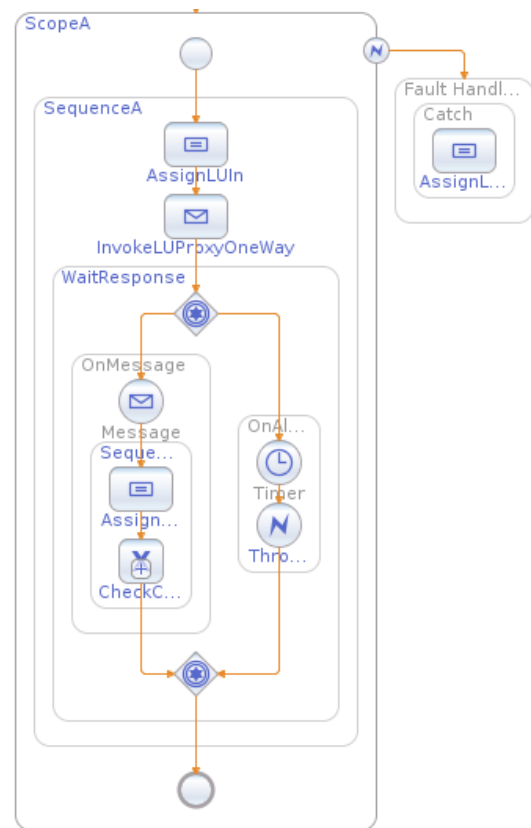 ScopeA
Fault Handl...
SequenceA
Catch
AssignLUIn
AssignL...
InvokeLUProxyOneWay
WaitResponse
OnMessage
OnAl...
Message
Seque...
Timer
Assign...
Thro...
CheckC...